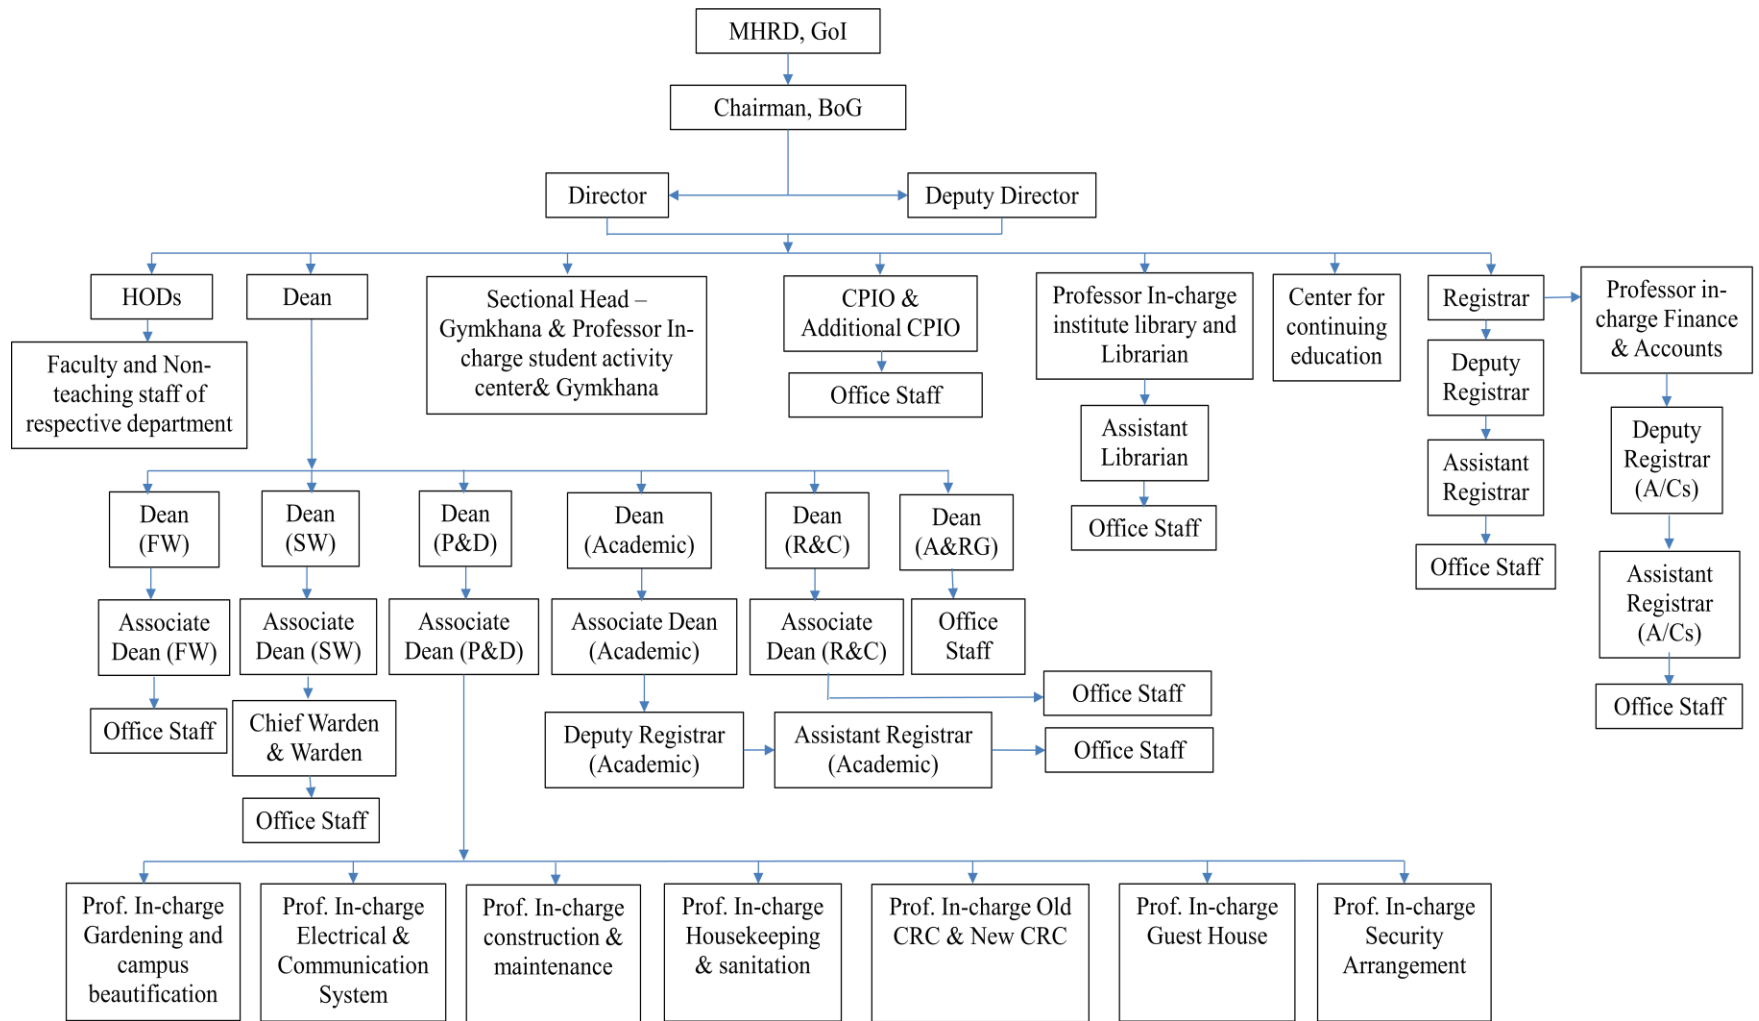 MHRD, GoI
Chairman, BoG
Director
Deputy Director
HODs
Dean
Sectional Head –
Gymkhana & Professor In-
charge student activity
center& Gymkhana
CPIO &
Additional CPIO
Professor In-charge
institute library and
Librarian
Center for
continuing
education
Registrar
Professor in-
charge Finance
& Accounts
Faculty and Non-
teaching staff of
respective department
Office Staff
Deputy
Registrar
Assistant
Librarian
Deputy
Registrar
(A/Cs)
Assistant
Registrar
Office Staff
Office Staff
Assistant
Registrar
(A/Cs)
Office Staff
Dean
(FW)
Dean
(SW)
Dean
(P&D)
Dean
(Academic)
Dean
(R&C)
Dean
(A&RG)
Associate
Dean (FW)
Associate
Dean (SW)
Associate
Dean (P&D)
Associate Dean
(Academic)
Associate
Dean (R&C)
Office
Staff
Office Staff
Office Staff
Chief Warden
& Warden
Deputy Registrar
(Academic)
Assistant Registrar
(Academic)
Office Staff
Office Staff
Prof. In-charge
Gardening and
campus
beautification
Prof. In-charge
Electrical &
Communication
System
Prof. In-charge
construction &
maintenance
Prof. In-charge
Housekeeping
& sanitation
Prof. In-charge Old
CRC & New CRC
Prof. In-charge
Guest House
Prof. In-charge
Security
Arrangement